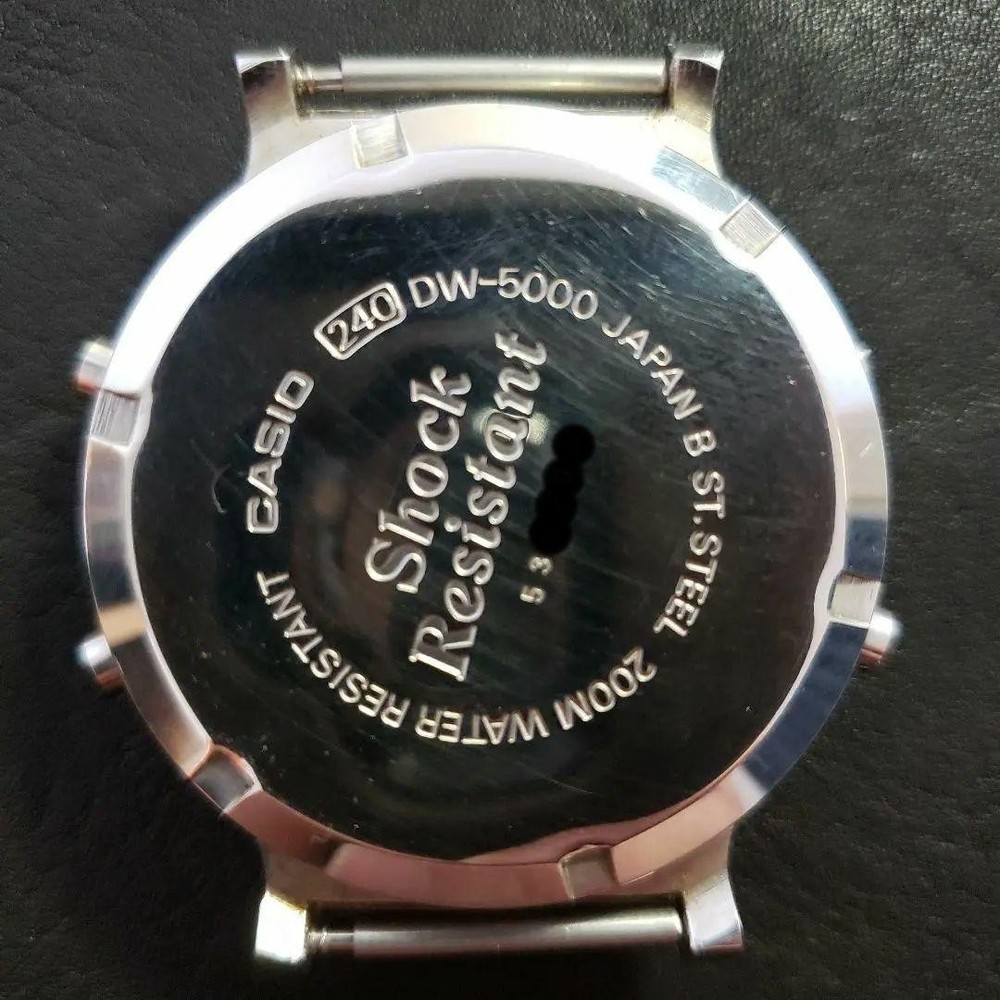 CASIO 240 DW-5000 JAPAN B ST.STEEL 200M WATER RESISTANT
Shock
Resistant
53